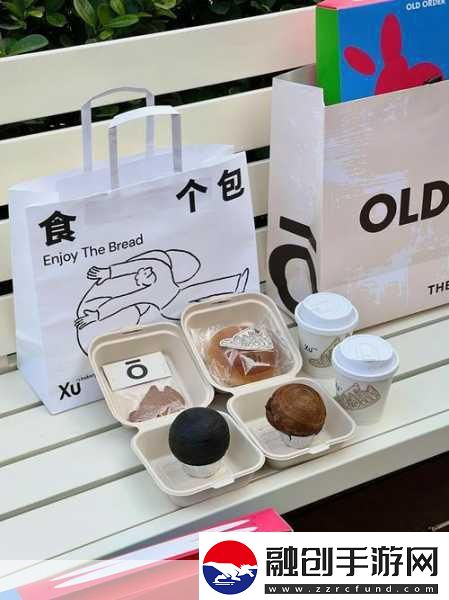 OLD ORDER
食 个包
Enjoy The Bread
OLD
THE
Xu
ō
Xu
融创手游网
www.zzrcfund.com